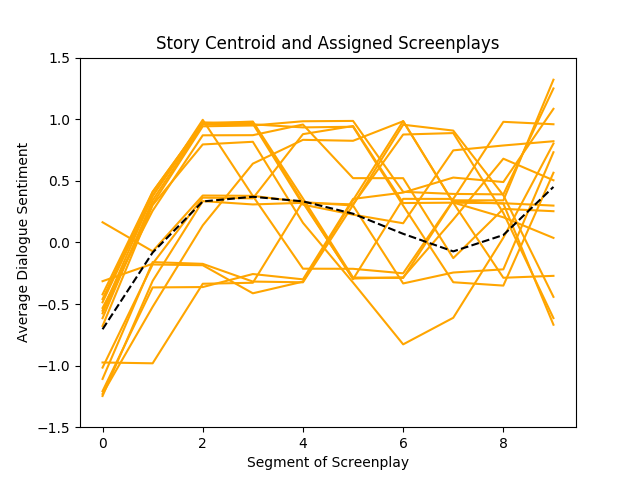 Story Centroid and Assigned Screenplays
1.5
1.0
0.5
0.0
−0.5
−1.0
−1.5
Average Dialogue Sentiment
0 2 4 6 8
Segment of Screenplay